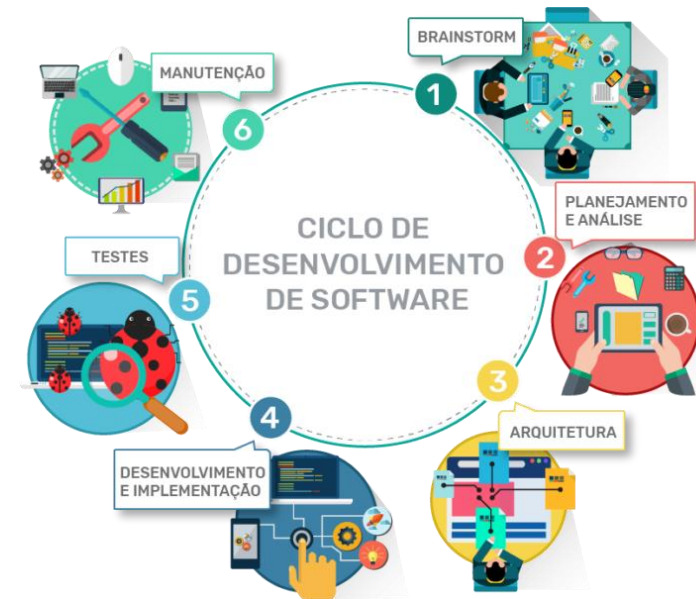 CICLO DE
DESENVOLVIMENTO
DE SOFTWARE
1
BRAINSTORM
2
PLANEJAMENTO
E ANÁLISE
3
ARQUITETURA
4
DESENVOLVIMENTO
E IMPLEMENTAÇÃO
5
TESTES
6
MANUTENÇÃO